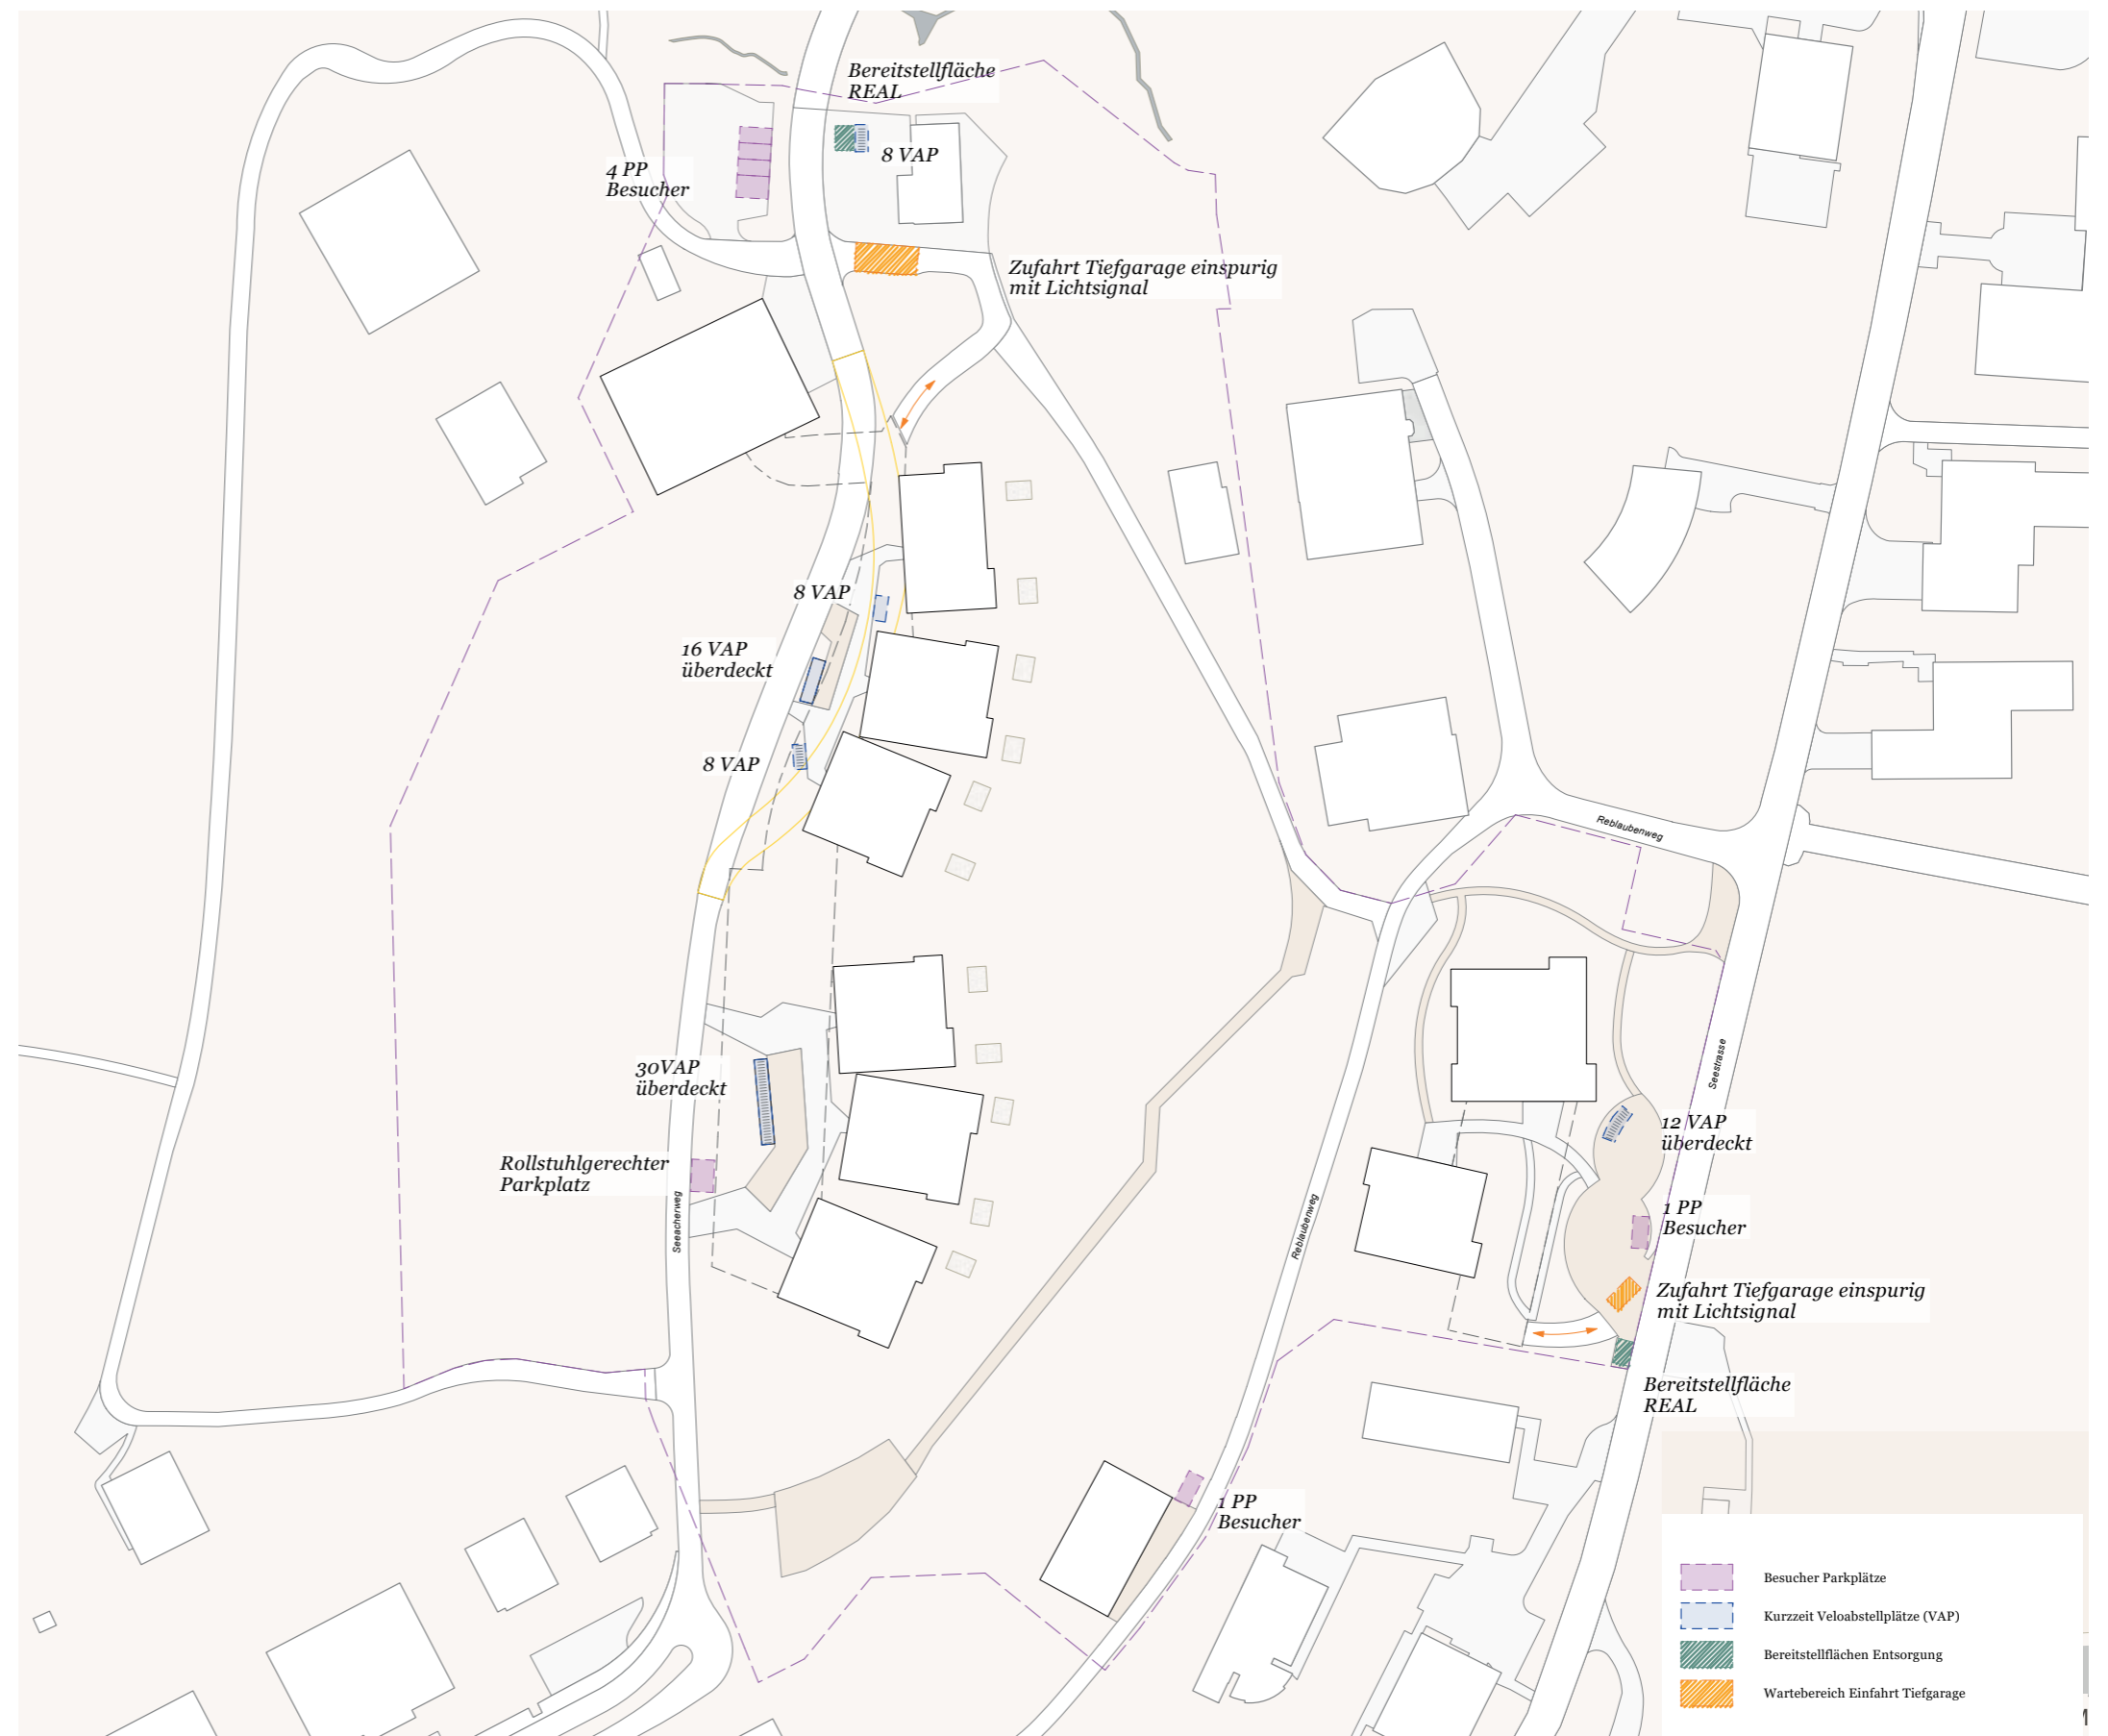 Bereitstellfläche
REAL
8 VAP
4 PP
Besucher
Zufahrt Tiefgarage einspurig
mit Lichtsignal
8 VAP
16 VAP
überdeckt
8 VAP
Reblaubenweg
30VAP
überdeckt
Seestrasse
12 VAP
überdeckt
Rollstuhlgerechter
Parkplatz
Seeacherweg
Reblaubenweg
1 PP
Besucher
Zufahrt Tiefgarage einspurig
mit Lichtsignal
Bereitstellfläche
REAL
1 PP
Besucher
Besucher Parkplätze
Kurzzeit Veloabstellplätze (VAP)
Bereitstellflächen Entsorgung
Wartebereich Einfahrt Tiefgarage